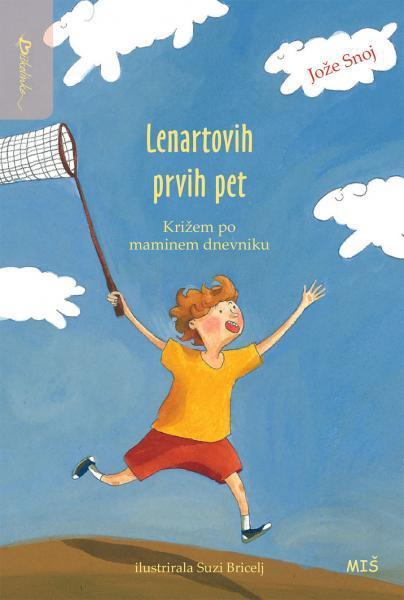 Jože Snoj
Lenartovih
prvih pet
Križem po
maminem dnevniku
ilustrirala Suzi Bricelj
MIŠ